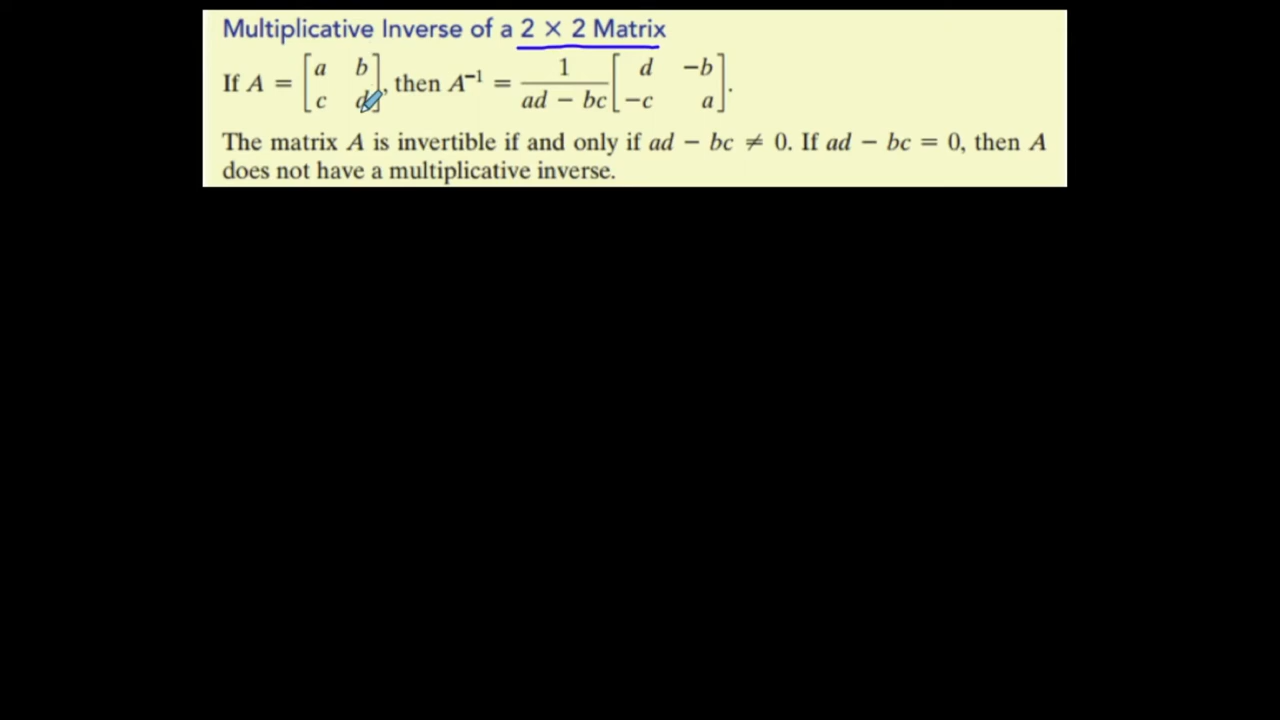 Multiplicative Inverse of a 2 × 2 Matrix
If A = [a b; c d], then A⁻¹ = 1/(ad − bc) [d −b; −c a].
The matrix A is invertible if and only if ad − bc ≠ 0. If ad − bc = 0, then A
does not have a multiplicative inverse.